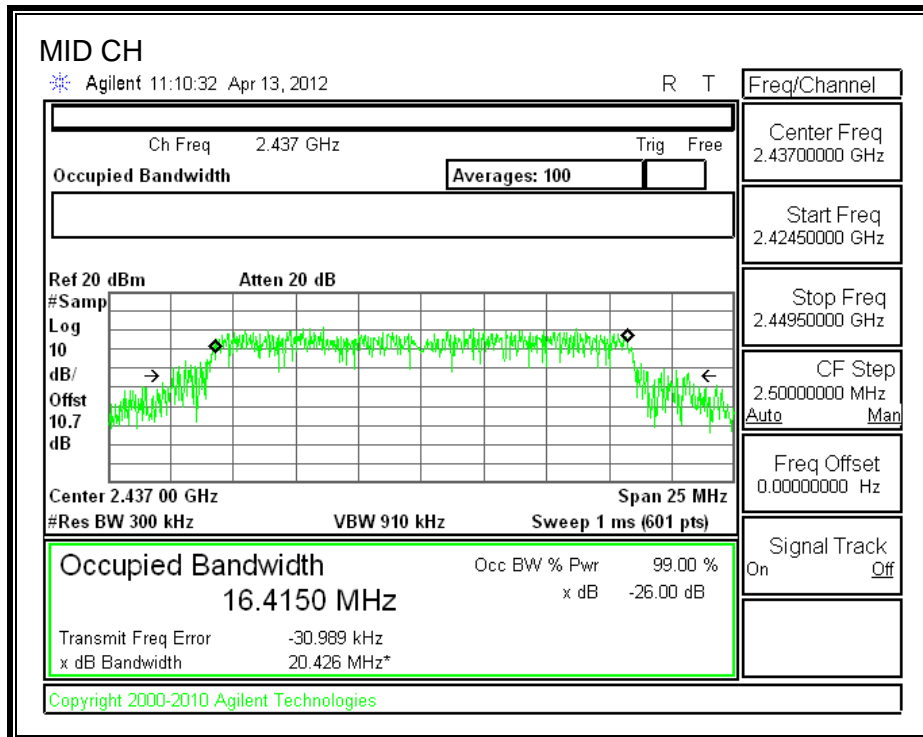 MID CH
Agilent 11:10:32 Apr 13, 2012 R T
Freq/Channel
Ch Freq 2.437 GHz Trig Free
Occupied Bandwidth Averages: 100
Center Freq
2.43700000 GHz
Start Freq
2.42450000 GHz
Stop Freq
2.44950000 GHz
CF Step
2.50000000 MHz
Auto Man
Freq Offset
0.00000000 Hz
Signal Track
On Off
Ref 20 dBm Atten 20 dB
#Samp
Log
10
dB/
Offst
10.7
dB
Center 2.437 00 GHz Span 25 MHz
#Res BW 300 kHz VBW 910 kHz Sweep 1 ms (601 pts)
Occupied Bandwidth Occ BW % Pwr 99.00 %
16.4150 MHz x dB -26.00 dB
Transmit Freq Error -30.989 kHz
x dB Bandwidth 20.426 MHz*
Copyright 2000-2010 Agilent Technologies